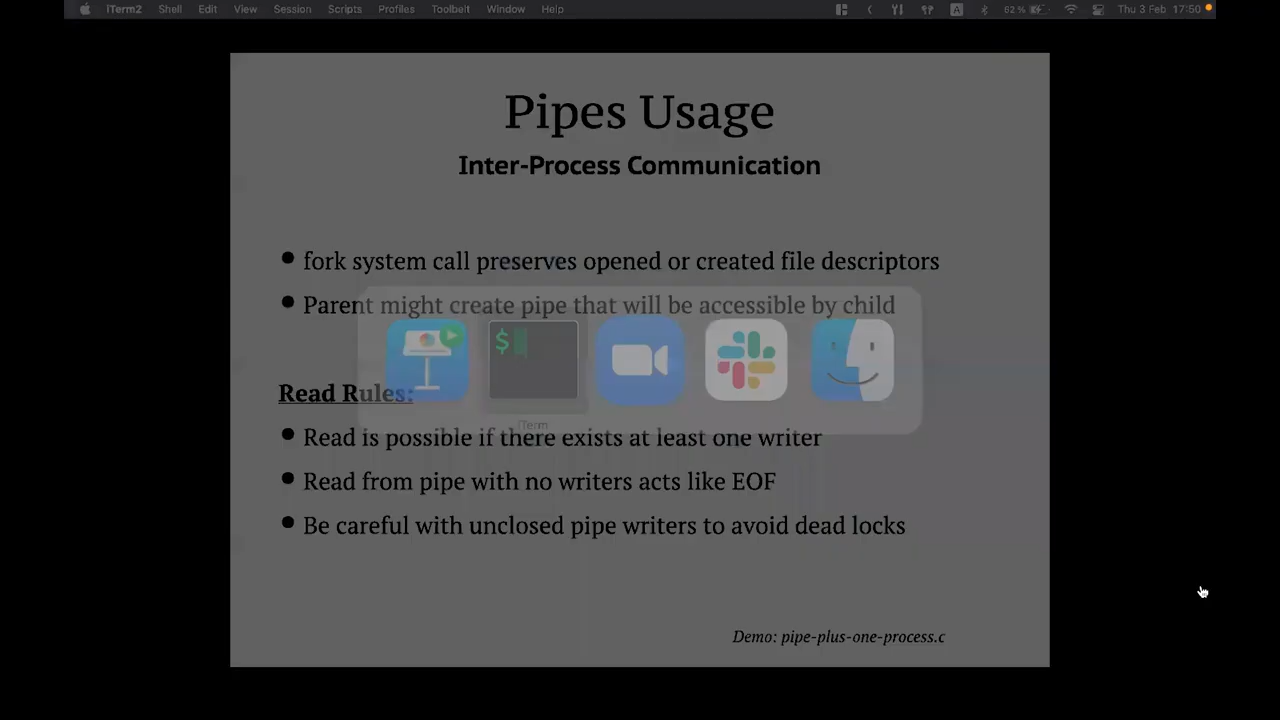 iTerm2 Shell Edit View Session Scripts Profiles Toolbelt Window Help A 62% Thu 3 Feb 17:50
Pipes Usage
Inter-Process Communication
• fork system call preserves opened or created file descriptors
• Parent might create pipe that will be accessible by child
$
Read Rules:
iTerm
• Read is possible if there exists at least one writer
• Read from pipe with no writers acts like EOF
• Be careful with unclosed pipe writers to avoid dead locks
Demo: pipe-plus-one-process.c